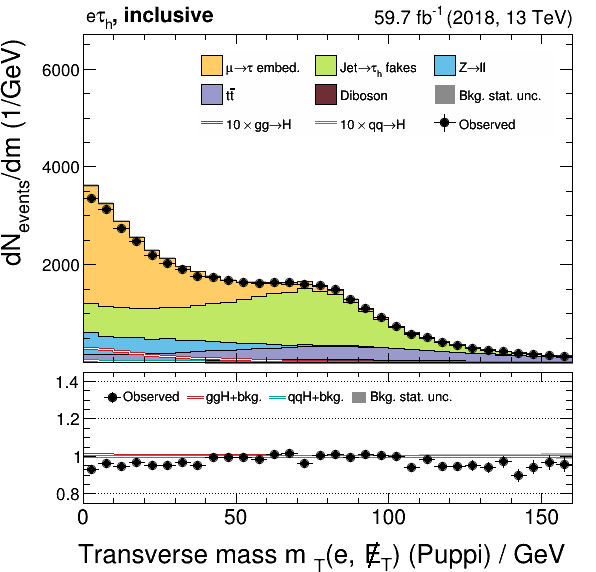 eτh, inclusive 59.7 fb-1 (2018, 13 TeV)
dNevents/dm (1/GeV)
6000
4000
2000
μ→τ embed. Jet→τh fakes Z→ll
tt̅ Diboson Bkg. stat. unc.
10 × gg→H 10 × qq→H Observed
1.4
1.2
1
0.8
Observed ggH+bkg. qqH+bkg. Bkg. stat. unc.
0 50 100 150
Transverse mass m T(e, E̸T) (Puppi) / GeV